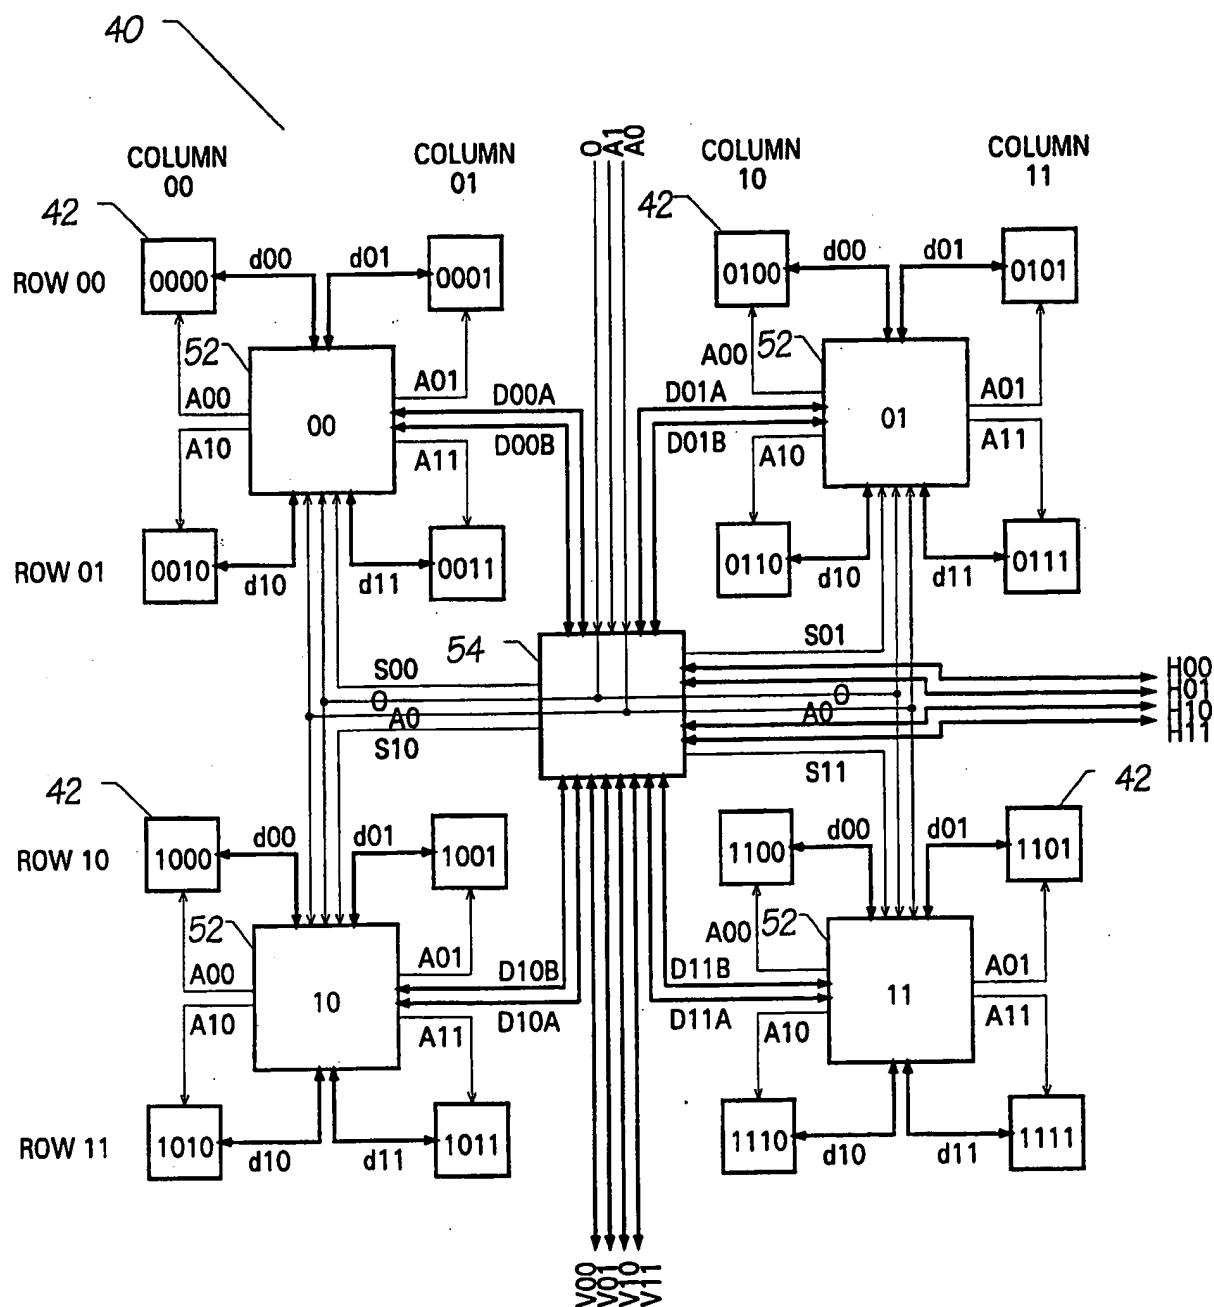 40
COLUMN
00
COLUMN
01
O
A1
A0
COLUMN
10
COLUMN
11
42
42
ROW 00
0000
d00
d01
0001
0100
d00
d01
0101
52
A00
A01
00
A10
A11
D00A
D00B
D01A
D01B
52
A00
A01
01
A10
A11
ROW 01
0010
d10
d11
0011
0110
d10
d11
0111
54
S00
O
A0
S10
S01
O
A0
S11
H00
H01
H10
H11
42
42
ROW 10
1000
d00
d01
1001
1100
d00
d01
1101
52
A00
A01
10
A10
A11
D10B
D10A
D11B
D11A
52
A00
A01
11
A10
A11
ROW 11
1010
d10
d11
1011
1110
d10
d11
1111
V00
V01
V10
V11